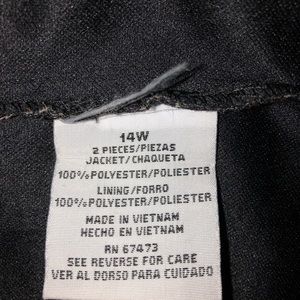 14W
2 PIECES/PIEZAS
JACKET/CHAQUETA
100%POLYESTER/POLIESTER
LINING/FORRO
100%POLYESTER/POLIESTER
MADE IN VIETNAM
HECHO EN VIETNAM
RN 67473
SEE REVERSE FOR CARE
VER AL DORSO PARA CUIDADO